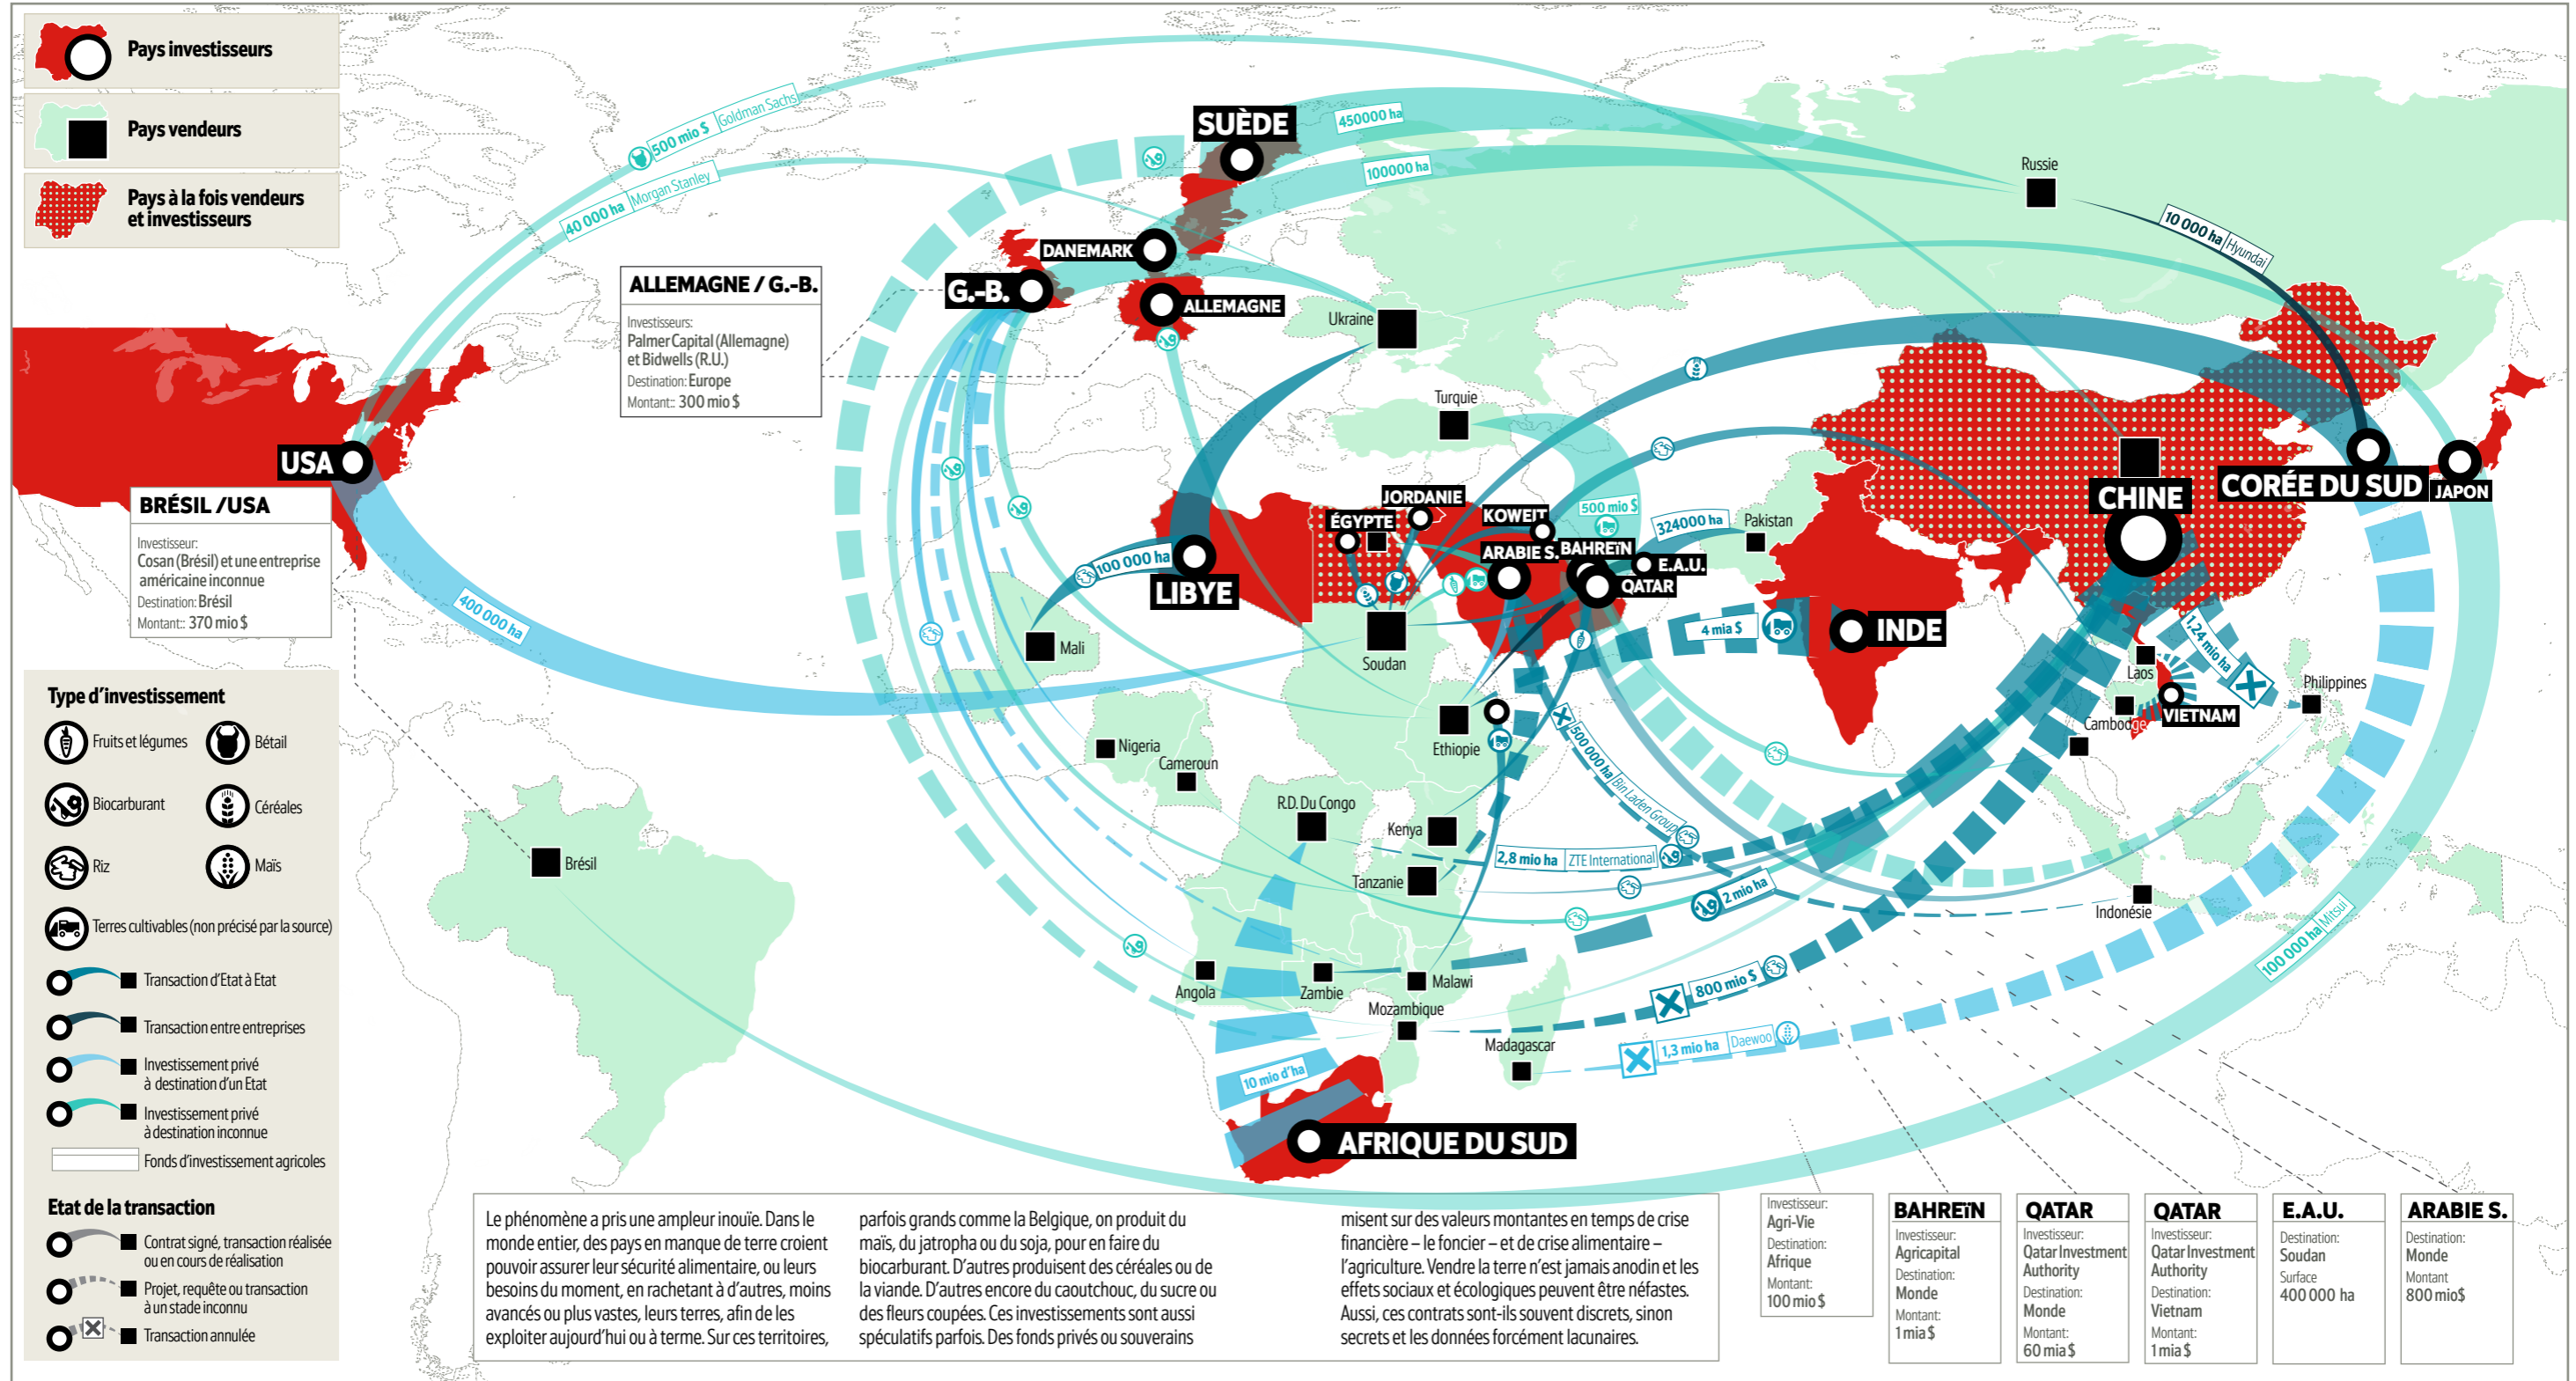 Pays investisseurs
Pays vendeurs
Pays à la fois vendeurs
et investisseurs
500 mio $ Goldman Sachs
40 000 ha Morgan Stanley
SUÈDE
450000 ha
100000 ha
Russie
10 000 ha Hyundai
DANEMARK
G.-B.
ALLEMAGNE
ALLEMAGNE / G.-B.
Investisseurs:
Palmer Capital (Allemagne)
et Bidwells (R.U.)
Destination: Europe
Montant:: 300 mio $
Ukraine
Turquie
USA
BRÉSIL /USA
Investisseur:
Cosan (Brésil) et une entreprise
américaine inconnue
Destination: Brésil
Montant:: 370 mio $
400 000 ha
JORDANIE
ÉGYPTE
KOWEIT
500 mio $
324000 ha
Pakistan
ARABIE S.
BAHREïN
E.A.U.
QATAR
CHINE
CORÉE DU SUD
JAPON
100 000 ha
LIBYE
Mali
Soudan
4 mia $
INDE
1,24 mio ha
Laos
Philippines
Cambodge
VIETNAM
Nigeria
Cameroun
Ethiopie
500 000 ha Bin Laden Group
R.D. Du Congo
Kenya
2,8 mio ha ZTE International
Tanzanie
2 mio ha
Brésil
Indonésie
100 000 ha Mitsui
Angola
Zambie
Malawi
Mozambique
800 mio $
Madagascar
1,3 mio ha Daewoo
10 mio d'ha
AFRIQUE DU SUD
Type d'investissement
Fruits et légumes
Bétail
Biocarburant
Céréales
Riz
Maïs
Terres cultivables (non précisé par la source)
Transaction d'Etat à Etat
Transaction entre entreprises
Investissement privé
à destination d'un Etat
Investissement privé
à destination inconnue
Fonds d'investissement agricoles
Etat de la transaction
Contrat signé, transaction réalisée
ou en cours de réalisation
Projet, requête ou transaction
à un stade inconnu
Transaction annulée
Le phénomène a pris une ampleur inouïe. Dans le
monde entier, des pays en manque de terre croient
pouvoir assurer leur sécurité alimentaire, ou leurs
besoins du moment, en rachetant à d'autres, moins
avancés ou plus vastes, leurs terres, afin de les
exploiter aujourd'hui ou à terme. Sur ces territoires,
parfois grands comme la Belgique, on produit du
maïs, du jatropha ou du soja, pour en faire du
biocarburant. D'autres produisent des céréales ou de
la viande. D'autres encore du caoutchouc, du sucre ou
des fleurs coupées. Ces investissements sont aussi
spéculatifs parfois. Des fonds privés ou souverains
misent sur des valeurs montantes en temps de crise
financière – le foncier – et de crise alimentaire –
l'agriculture. Vendre la terre n'est jamais anodin et les
effets sociaux et écologiques peuvent être néfastes.
Aussi, ces contrats sont-ils souvent discrets, sinon
secrets et les données forcément lacunaires.
Investisseur:
Agri-Vie
Destination:
Afrique
Montant:
100 mio $
BAHREïN
Investisseur:
Agricapital
Destination:
Monde
Montant:
1 mia $
QATAR
Investisseur:
Qatar Investment
Authority
Destination:
Monde
Montant:
60 mia $
QATAR
Investisseur:
Qatar Investment
Authority
Destination:
Vietnam
Montant:
1 mia $
E.A.U.
Destination:
Soudan
Surface
400 000 ha
ARABIE S.
Destination:
Monde
Montant
800 mio$